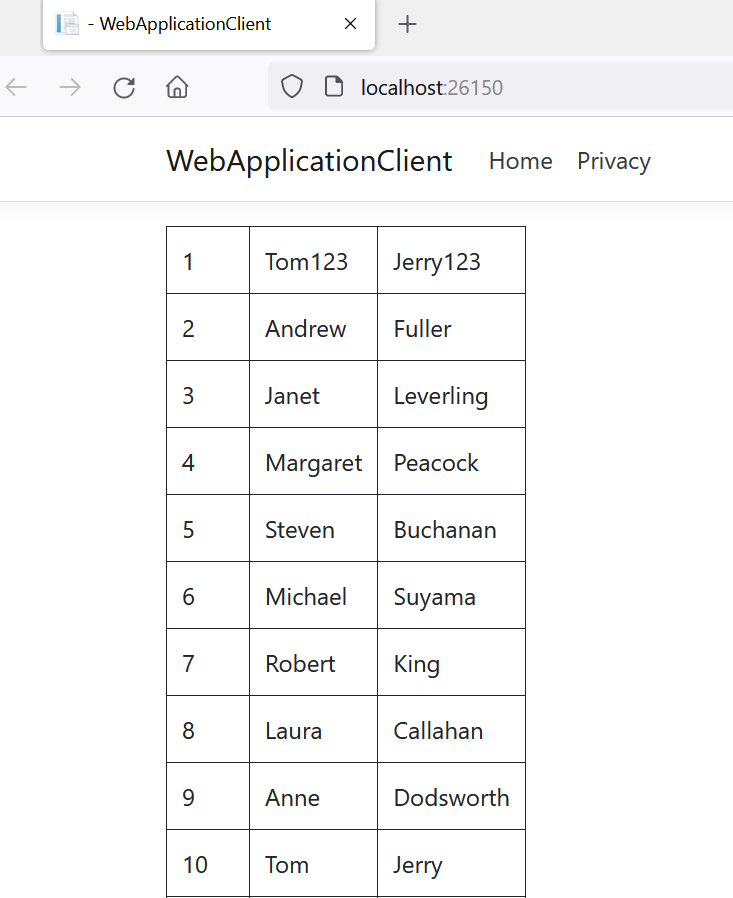 - WebApplicationClient
localhost:26150
WebApplicationClient Home Privacy
1 Tom123 Jerry123
2 Andrew Fuller
3 Janet Leverling
4 Margaret Peacock
5 Steven Buchanan
6 Michael Suyama
7 Robert King
8 Laura Callahan
9 Anne Dodsworth
10 Tom Jerry